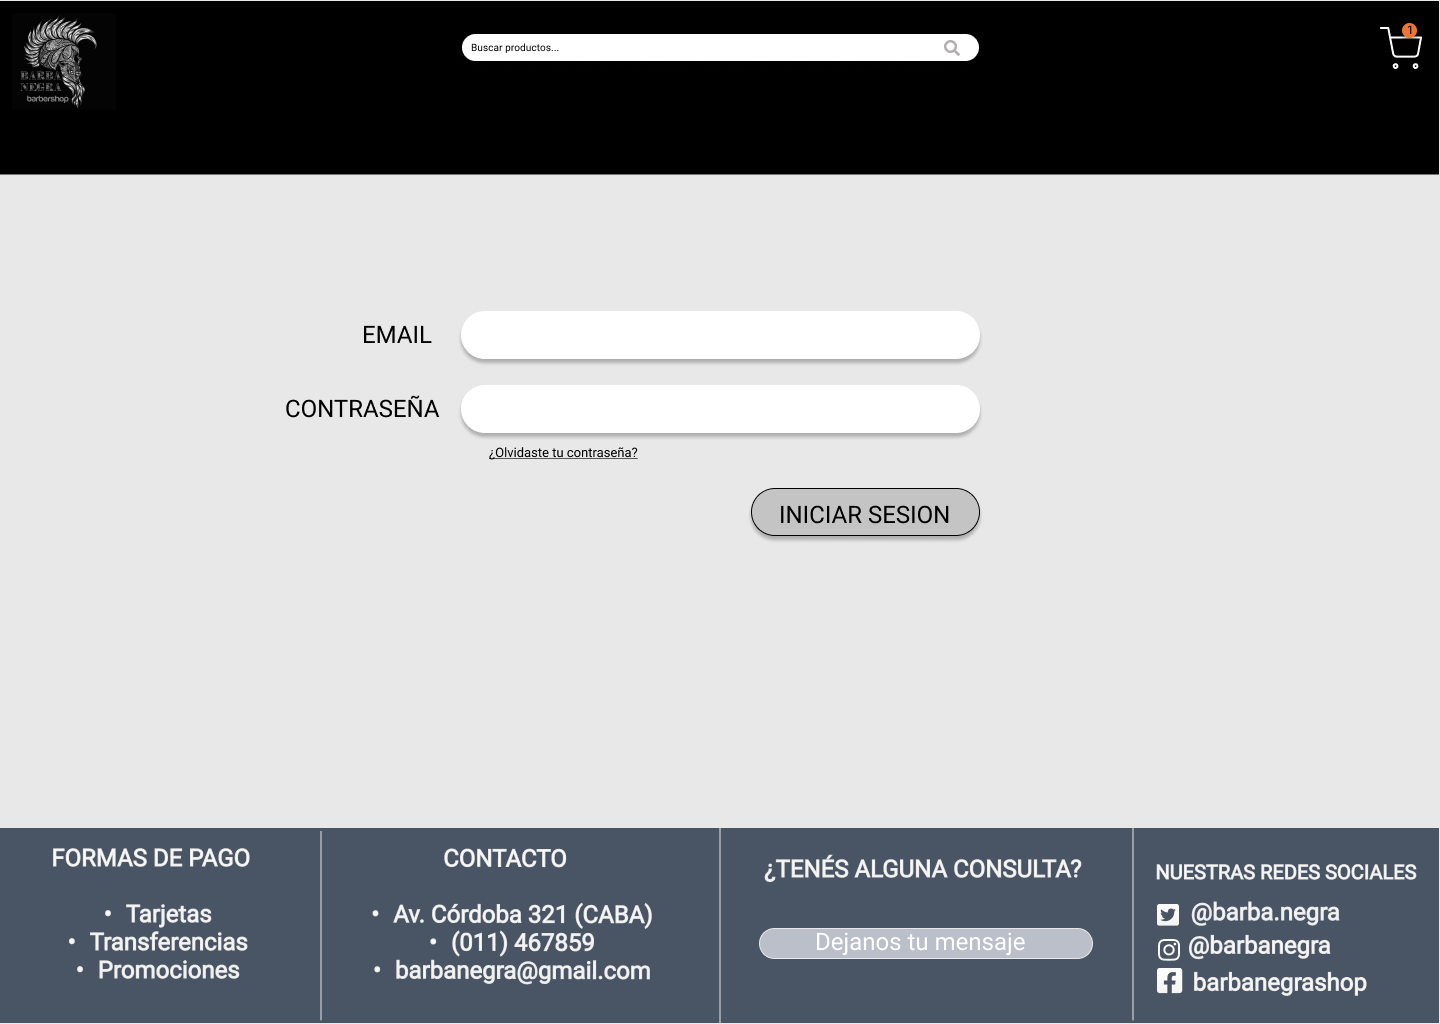 BARBA
NEGRA
barbershop
Buscar productos...
1
EMAIL
CONTRASEÑA
¿Olvidaste tu contraseña?
INICIAR SESION
FORMAS DE PAGO
• Tarjetas
• Transferencias
• Promociones
CONTACTO
• Av. Córdoba 321 (CABA)
• (011) 467859
• barbanegra@gmail.com
¿TENÉS ALGUNA CONSULTA?
Dejanos tu mensaje
NUESTRAS REDES SOCIALES
@barba.negra
@barbanegra
barbanegrashop